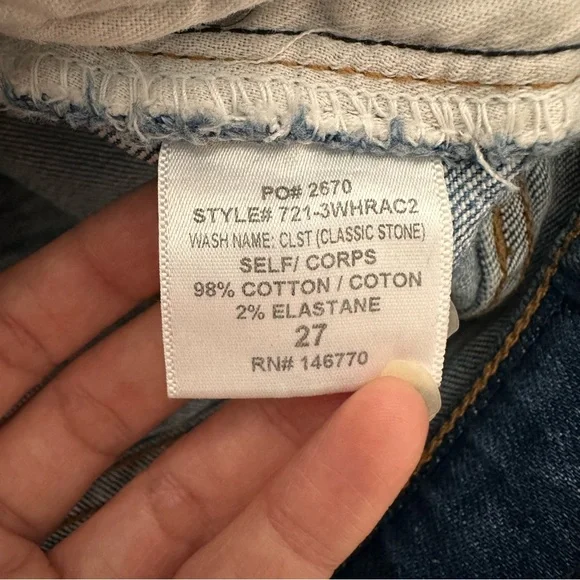 PO# 2670
STYLE# 721-3WHRAC2
WASH NAME: CLST (CLASSIC STONE)
SELF/ CORPS
98% COTTON / COTON
2% ELASTANE
27
RN# 146770